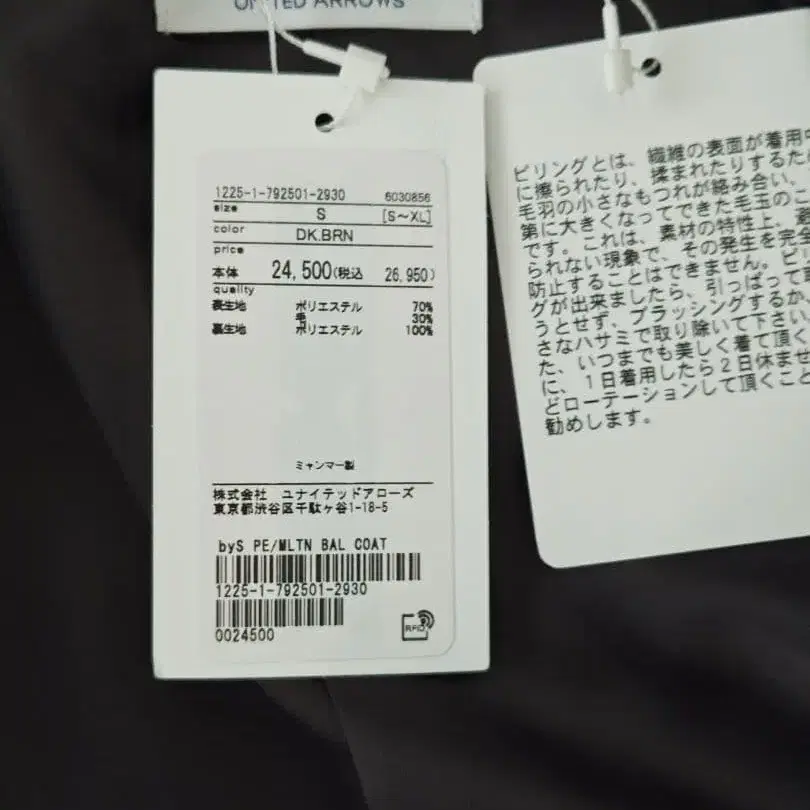 UNITED ARROWS
1225-1-792501-2930 6030856
size S [S~XL]
color DK.BRN
price
本体 24,500(税込 26,950)
quality
表生地 ポリエステル 70%
毛 30%
裏生地 ポリエステル 100%
ミャンマー製
株式会社 ユナイテッドアローズ
東京都渋谷区千駄ヶ谷1-18-5
byS PE/MLTN BAL COAT
1225-1-792501-2930
0024500
RFID
ピリングとは、繊維の表面が着用中
に擦られたり、揉まれたりするため
毛羽の小さなもつれが絡み合い、
第に大きくなってできた毛玉のこ
です。これは、素材の特性上、避
られない現象で、その発生を完全
防止することはできません。ピリ
グが出来ましたら、引っぱって
うとせず、ブラッシングするか、
さなハサミで取り除いて下さい。
た、いつまでも美しく着て頂く
に、1日着用したら2日休ませ
どローテーションして頂くこと
勧めします。